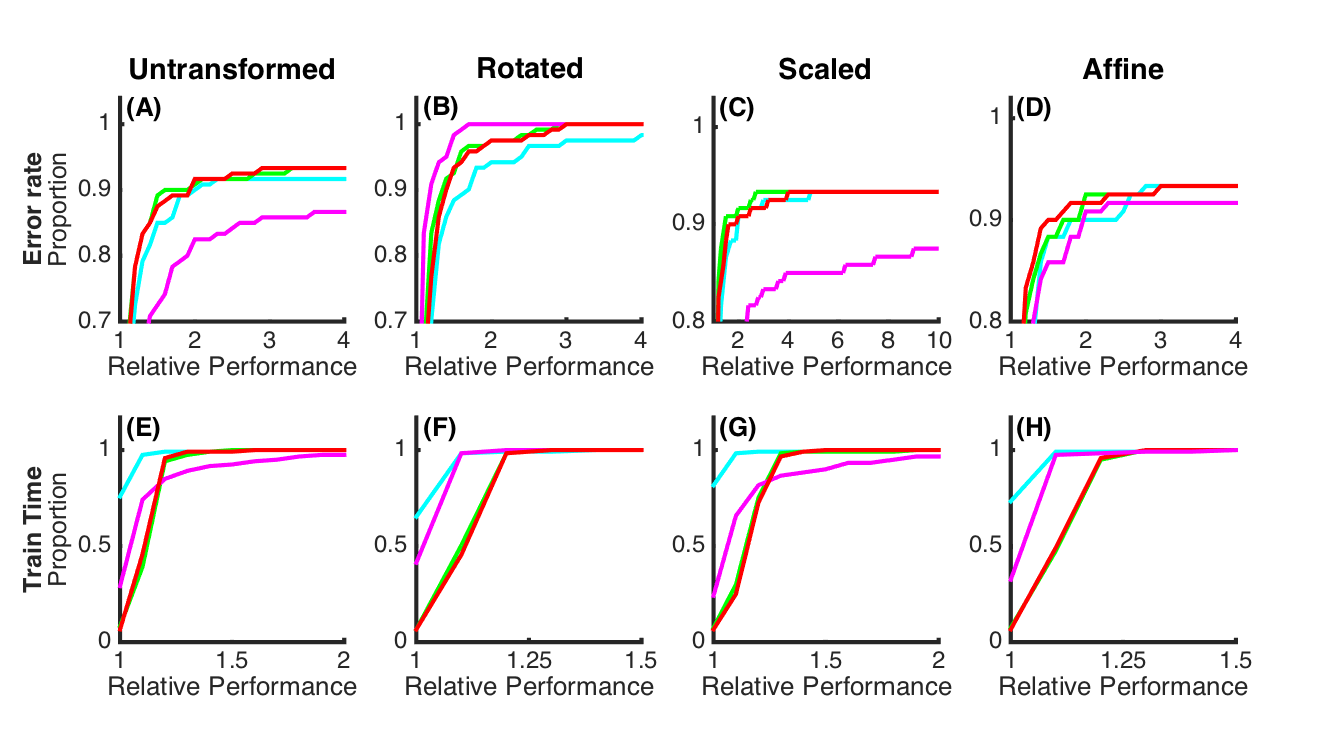 Untransformed Rotated Scaled Affine
(A) (B) (C) (D)
Error rate
Proportion
1 0.9 0.8 0.7
1 0.9 0.8 0.7
1 0.9 0.8
1 0.9 0.8
1 2 3 4
1 2 3 4
2 4 6 8 10
1 2 3 4
Relative Performance Relative Performance Relative Performance Relative Performance
(E) (F) (G) (H)
Train Time
Proportion
1 0.5 0
1 0.5 0
1 0.5 0
1 0.5 0
1 1.5 2
1 1.25 1.5
1 1.5 2
1 1.25 1.5
Relative Performance Relative Performance Relative Performance Relative Performance